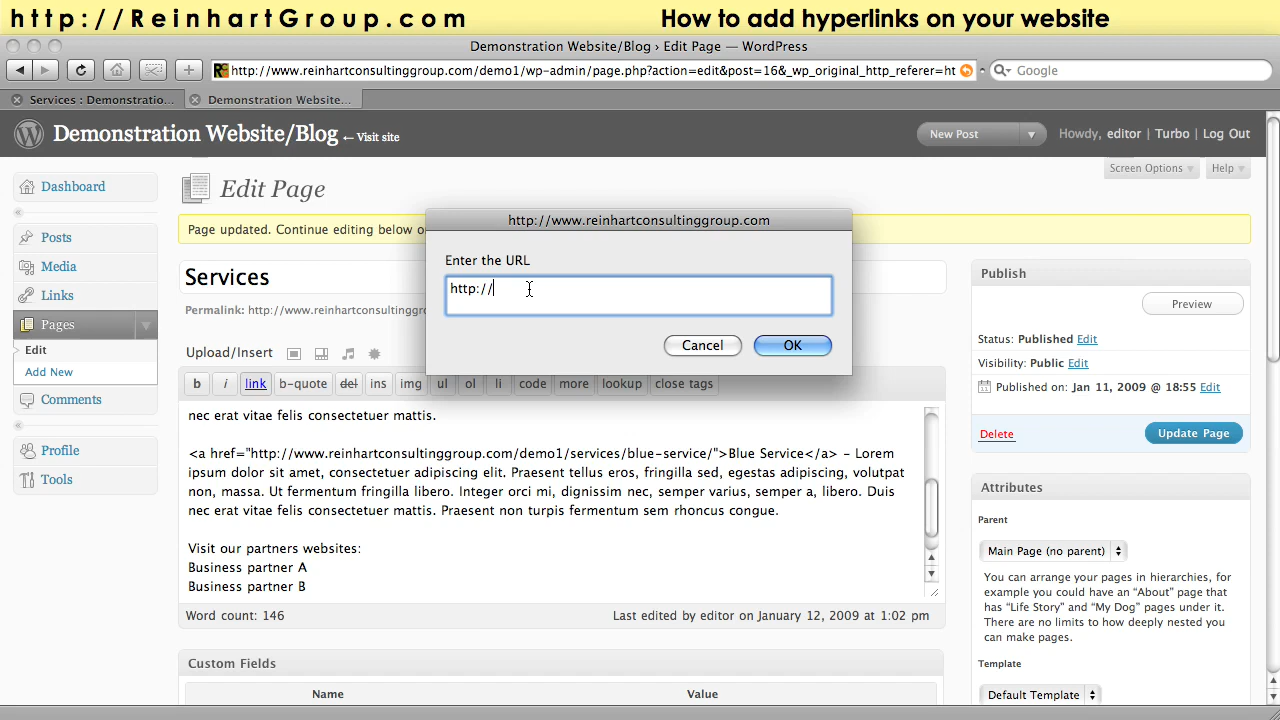 http://ReinhartGroup.com
How to add hyperlinks on your website
Demonstration Website/Blog › Edit Page — WordPress
http://www.reinhartconsultinggroup.com/demo1/wp-admin/page.php?action=edit&post=16&_wp_original_http_referer=ht
Google
Services : Demonstratio...
Demonstration Website...
Demonstration Website/Blog
←Visit site
New Post
Howdy, editor | Turbo | Log Out
Screen Options
Help
Dashboard
Posts
Media
Links
Pages
Edit
Add New
Comments
Profile
Tools
Edit Page
Page updated. Continue editing below o
http://www.reinhartconsultinggroup.com
Enter the URL
http://
Cancel
OK
Services
Permalink: http://www.reinhartconsultinggr
Upload/Insert
b
i
link
b-quote
del
ins
img
ul
ol
li
code
more
lookup
close tags
nec erat vitae felis consectetuer mattis.
<a href="http://www.reinhartconsultinggroup.com/demo1/services/blue-service/">Blue Service</a> – Lorem
ipsum dolor sit amet, consectetuer adipiscing elit. Praesent tellus eros, fringilla sed, egestas adipiscing, volutpat
non, massa. Ut fermentum fringilla libero. Integer orci mi, dignissim nec, semper varius, semper a, libero. Duis
nec erat vitae felis consectetuer mattis. Praesent non turpis fermentum sem rhoncus congue.
Visit our partners websites:
Business partner A
Business partner B
Word count: 146
Last edited by editor on January 12, 2009 at 1:02 pm
Custom Fields
Name
Value
Publish
Preview
Status: Published Edit
Visibility: Public Edit
Published on: Jan 11, 2009 @ 18:55 Edit
Delete
Update Page
Attributes
Parent
Main Page (no parent)
You can arrange your pages in hierarchies, for
example you could have an “About” page that
has “Life Story” and “My Dog” pages under it.
There are no limits to how deeply nested you
can make pages.
Template
Default Template